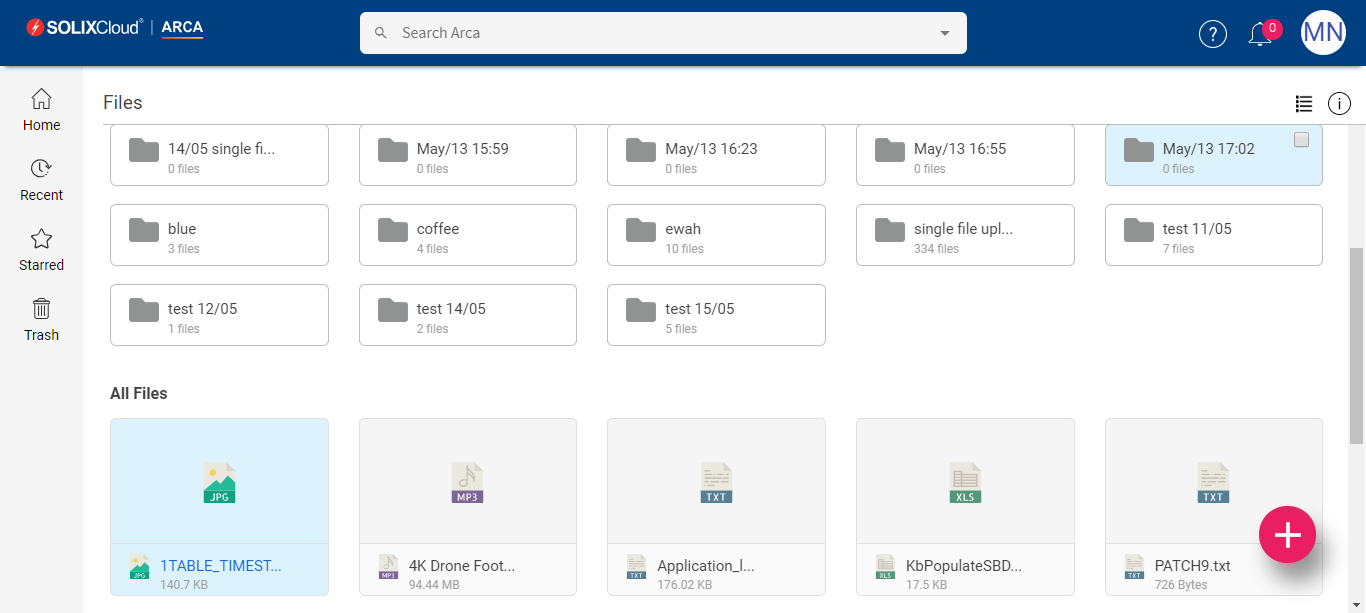 SOLIXCloud® | ARCA
Search Arca
?
0
MN
Home
Recent
Starred
Trash
Files
i
14/05 single fi...
0 files
May/13 15:59
0 files
May/13 16:23
0 files
May/13 16:55
0 files
May/13 17:02
0 files
blue
3 files
coffee
4 files
ewah
10 files
single file upl...
334 files
test 11/05
7 files
test 12/05
1 files
test 14/05
2 files
test 15/05
5 files
All Files
JPG
MP3
TXT
XLS
TXT
JPG
1TABLE_TIMEST...
140.7 KB
MP3
4K Drone Foot...
94.44 MB
TXT
Application_l...
176.02 KB
XLS
KbPopulateSBD...
17.5 KB
TXT
PATCH9.txt
726 Bytes